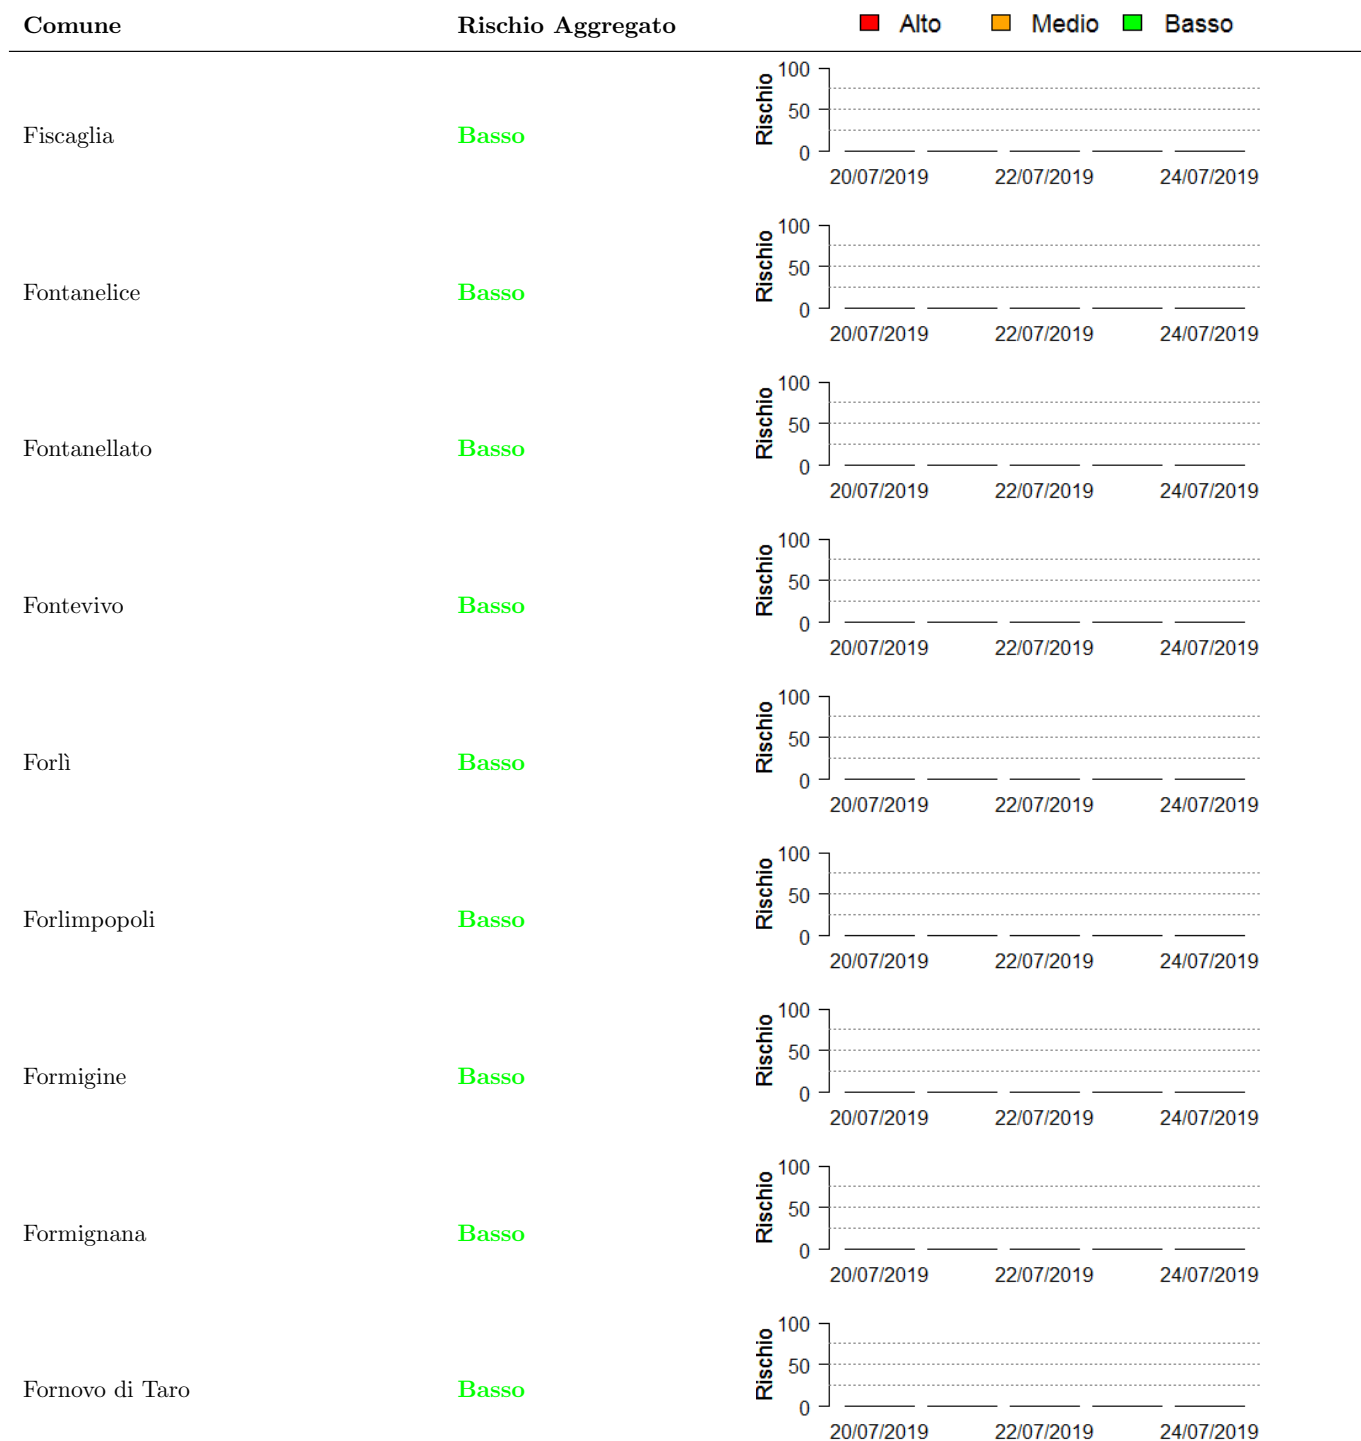 Comune Rischio Aggregato Alto Medio Basso
100
50
0
Rischio
Fiscaglia Basso
20/07/2019 22/07/2019 24/07/2019
100
50
0
Rischio
Fontanelice Basso
20/07/2019 22/07/2019 24/07/2019
100
50
0
Rischio
Fontanellato Basso
20/07/2019 22/07/2019 24/07/2019
100
50
0
Rischio
Fontevivo Basso
20/07/2019 22/07/2019 24/07/2019
100
50
0
Rischio
Forlì Basso
20/07/2019 22/07/2019 24/07/2019
100
50
0
Rischio
Forlimpopoli Basso
20/07/2019 22/07/2019 24/07/2019
100
50
0
Rischio
Formigine Basso
20/07/2019 22/07/2019 24/07/2019
100
50
0
Rischio
Formignana Basso
20/07/2019 22/07/2019 24/07/2019
100
50
0
Rischio
Fornovo di Taro Basso
20/07/2019 22/07/2019 24/07/2019